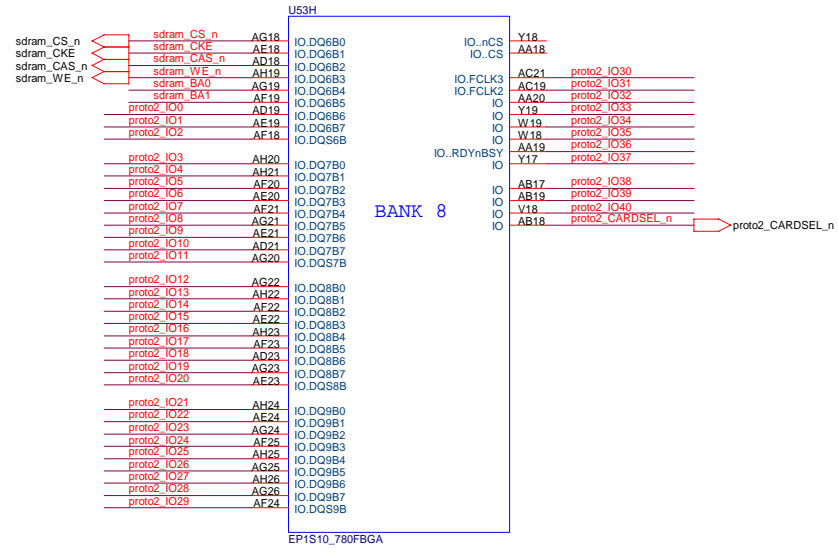 U53H
sdram_CS_n sdram_CS_n AG18 IO.DQ6B0 IO..nCS Y18
sdram_CKE sdram_CKE AE18 IO.DQ6B1 IO..CS AA18
sdram_CAS_n sdram_CAS_n AD18 IO.DQ6B2
sdram_WE_n sdram_WE_n AH19 IO.DQ6B3 IO.FCLK3 AC21 proto2_IO30
sdram_BA0 AG19 IO.DQ6B4 IO.FCLK2 AC19 proto2_IO31
sdram_BA1 AF19 IO.DQ6B5 IO AA20 proto2_IO32
proto2_IO0 AD19 IO.DQ6B6 IO Y19 proto2_IO33
proto2_IO1 AE19 IO.DQ6B7 IO W19 proto2_IO34
proto2_IO2 AF18 IO.DQS6B IO W18 proto2_IO35
IO..RDYnBSY AA19 proto2_IO36
proto2_IO3 AH20 IO.DQ7B0 IO Y17 proto2_IO37
proto2_IO4 AH21 IO.DQ7B1
proto2_IO5 AF20 IO.DQ7B2 IO AB17 proto2_IO38
proto2_IO6 AE20 IO.DQ7B3 IO AB19 proto2_IO39
proto2_IO7 AF21 IO.DQ7B4 BANK 8 IO V18 proto2_IO40
proto2_IO8 AG21 IO.DQ7B5 IO AB18 proto2_CARDSEL_n proto2_CARDSEL_n
proto2_IO9 AE21 IO.DQ7B6
proto2_IO10 AD21 IO.DQ7B7
proto2_IO11 AG20 IO.DQS7B
proto2_IO12 AG22 IO.DQ8B0
proto2_IO13 AH22 IO.DQ8B1
proto2_IO14 AF22 IO.DQ8B2
proto2_IO15 AE22 IO.DQ8B3
proto2_IO16 AH23 IO.DQ8B4
proto2_IO17 AF23 IO.DQ8B5
proto2_IO18 AD23 IO.DQ8B6
proto2_IO19 AG23 IO.DQ8B7
proto2_IO20 AE23 IO.DQS8B
proto2_IO21 AH24 IO.DQ9B0
proto2_IO22 AE24 IO.DQ9B1
proto2_IO23 AG24 IO.DQ9B2
proto2_IO24 AF25 IO.DQ9B3
proto2_IO25 AH25 IO.DQ9B4
proto2_IO26 AG25 IO.DQ9B5
proto2_IO27 AH26 IO.DQ9B6
proto2_IO28 AG26 IO.DQ9B7
proto2_IO29 AF24 IO.DQS9B
EP1S10_780FBGA